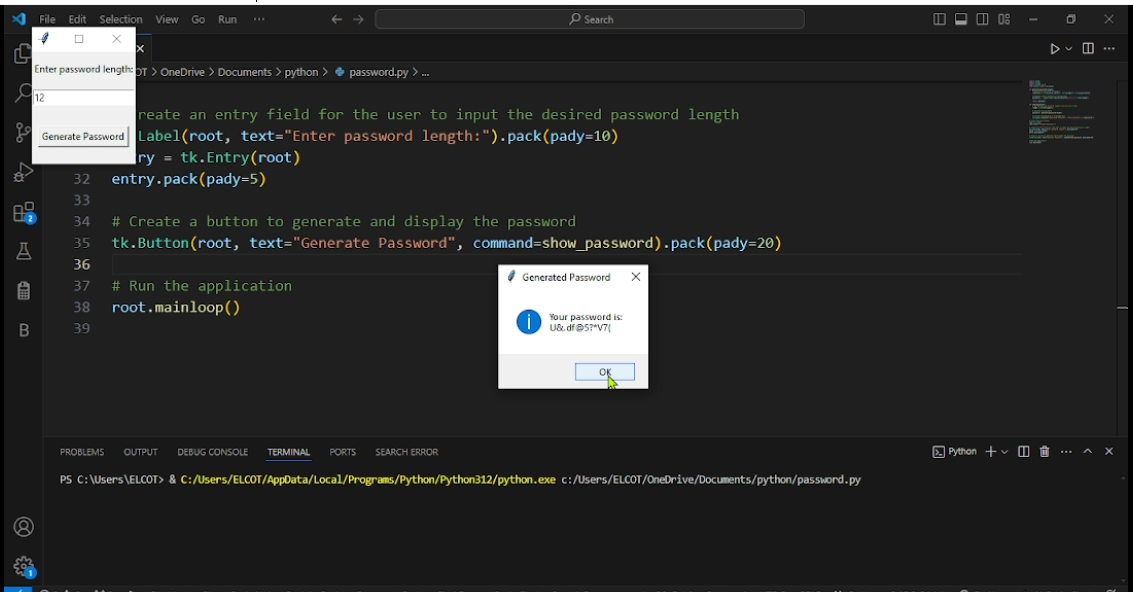 File Edit Selection View Go Run ···
Search
OneDrive > Documents > python > password.py > ...
Enter password length:
12
Generate Password
reate an entry field for the user to input the desired password length
Label(root, text="Enter password length:").pack(pady=10)
ry = tk.Entry(root)
32 entry.pack(pady=5)
33
34 # Create a button to generate and display the password
35 tk.Button(root, text="Generate Password", command=show_password).pack(pady=20)
36
37 # Run the application
38 root.mainloop()
39
Generated Password
Your password is:
U&.df@5?*V7(
OK
PROBLEMS OUTPUT DEBUG CONSOLE TERMINAL PORTS SEARCH ERROR
Python
PS C:\Users\ELCOT> & C:/Users/ELCOT/AppData/Local/Programs/Python/Python312/python.exe c:/Users/ELCOT/OneDrive/Documents/python/password.py
2
B
1